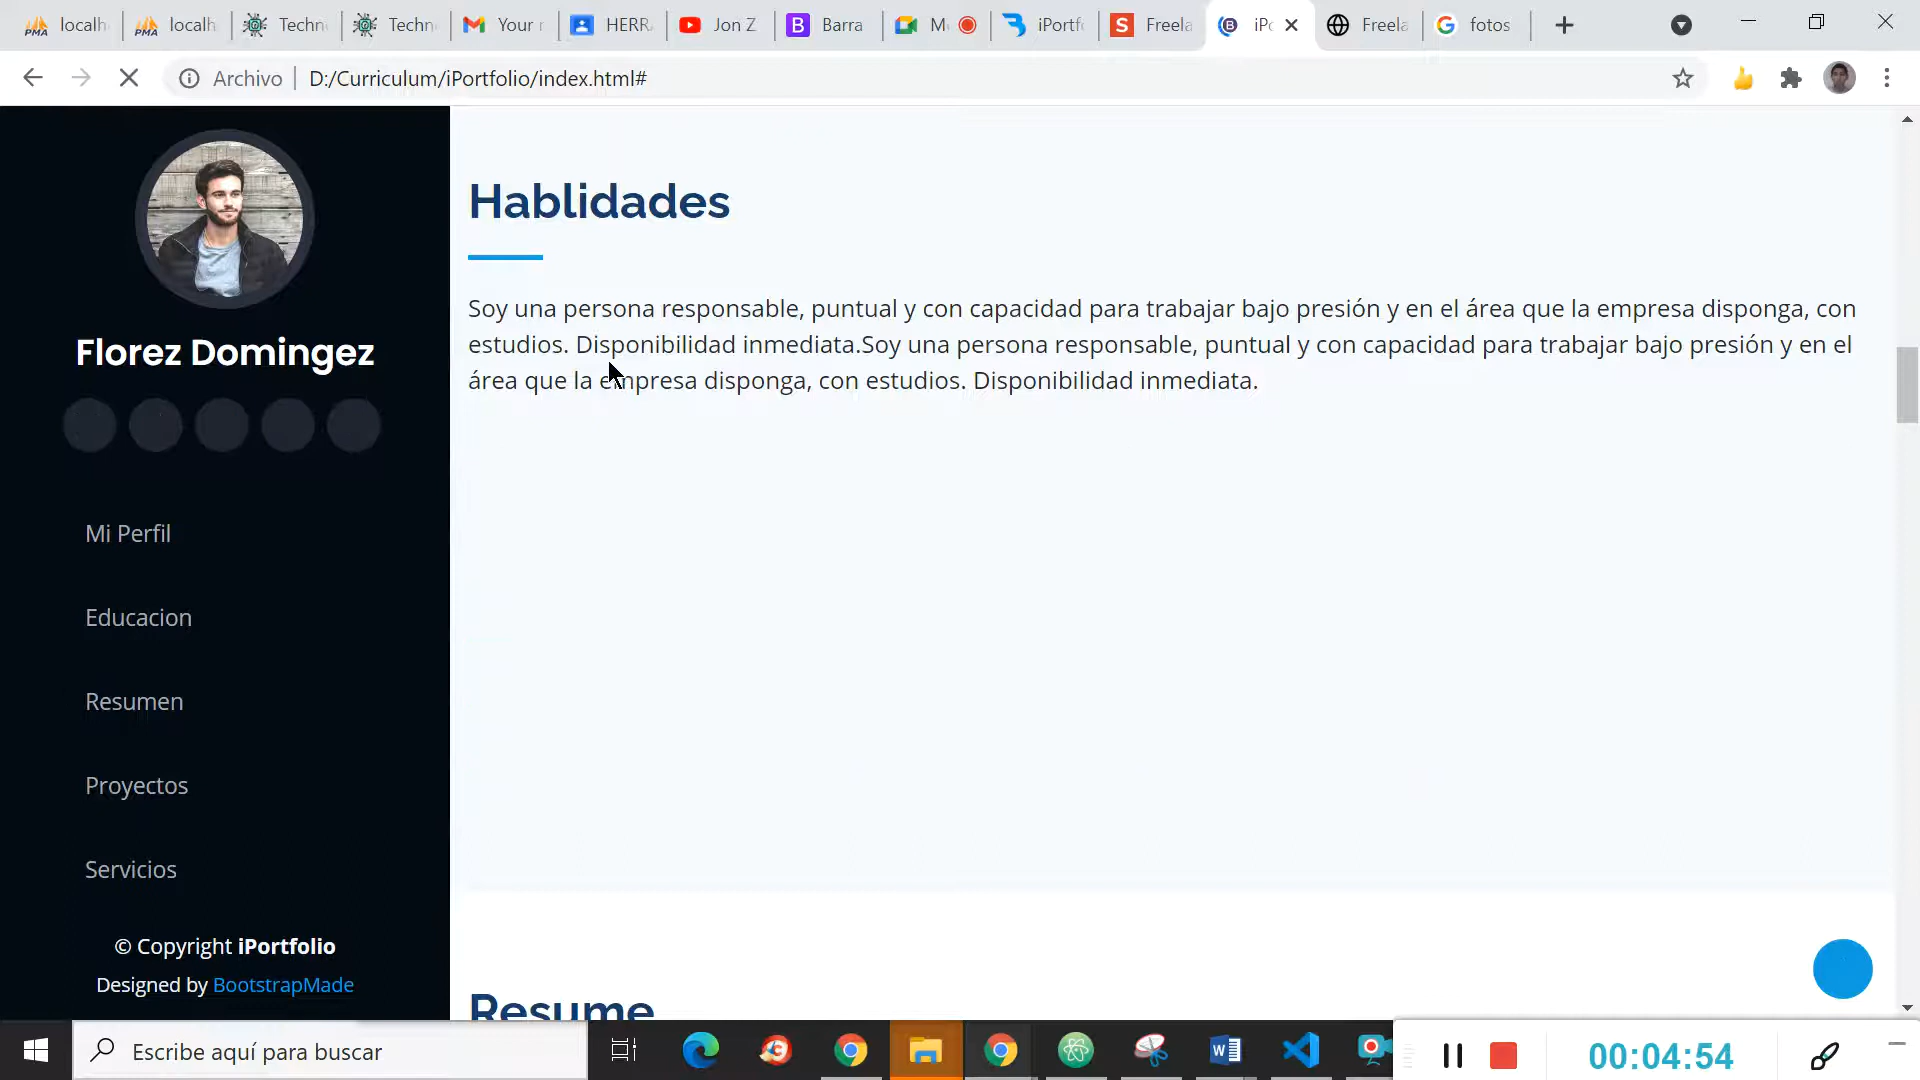 localh
localh
Techn
Techn
Your r
HERR
Jon Z
Barra
M
iPortf
Freela
iPo
Freela
fotos
Archivo
D:/Curriculum/iPortfolio/index.html#
Florez Domingez
Mi Perfil
Educacion
Resumen
Proyectos
Servicios
© Copyright iPortfolio
Designed by BootstrapMade
Hablidades
Soy una persona responsable, puntual y con capacidad para trabajar bajo presión y en el área que la empresa disponga, con
estudios. Disponibilidad inmediata.Soy una persona responsable, puntual y con capacidad para trabajar bajo presión y en el
área que la empresa disponga, con estudios. Disponibilidad inmediata.
Resume
Escribe aquí para buscar
00:04:54